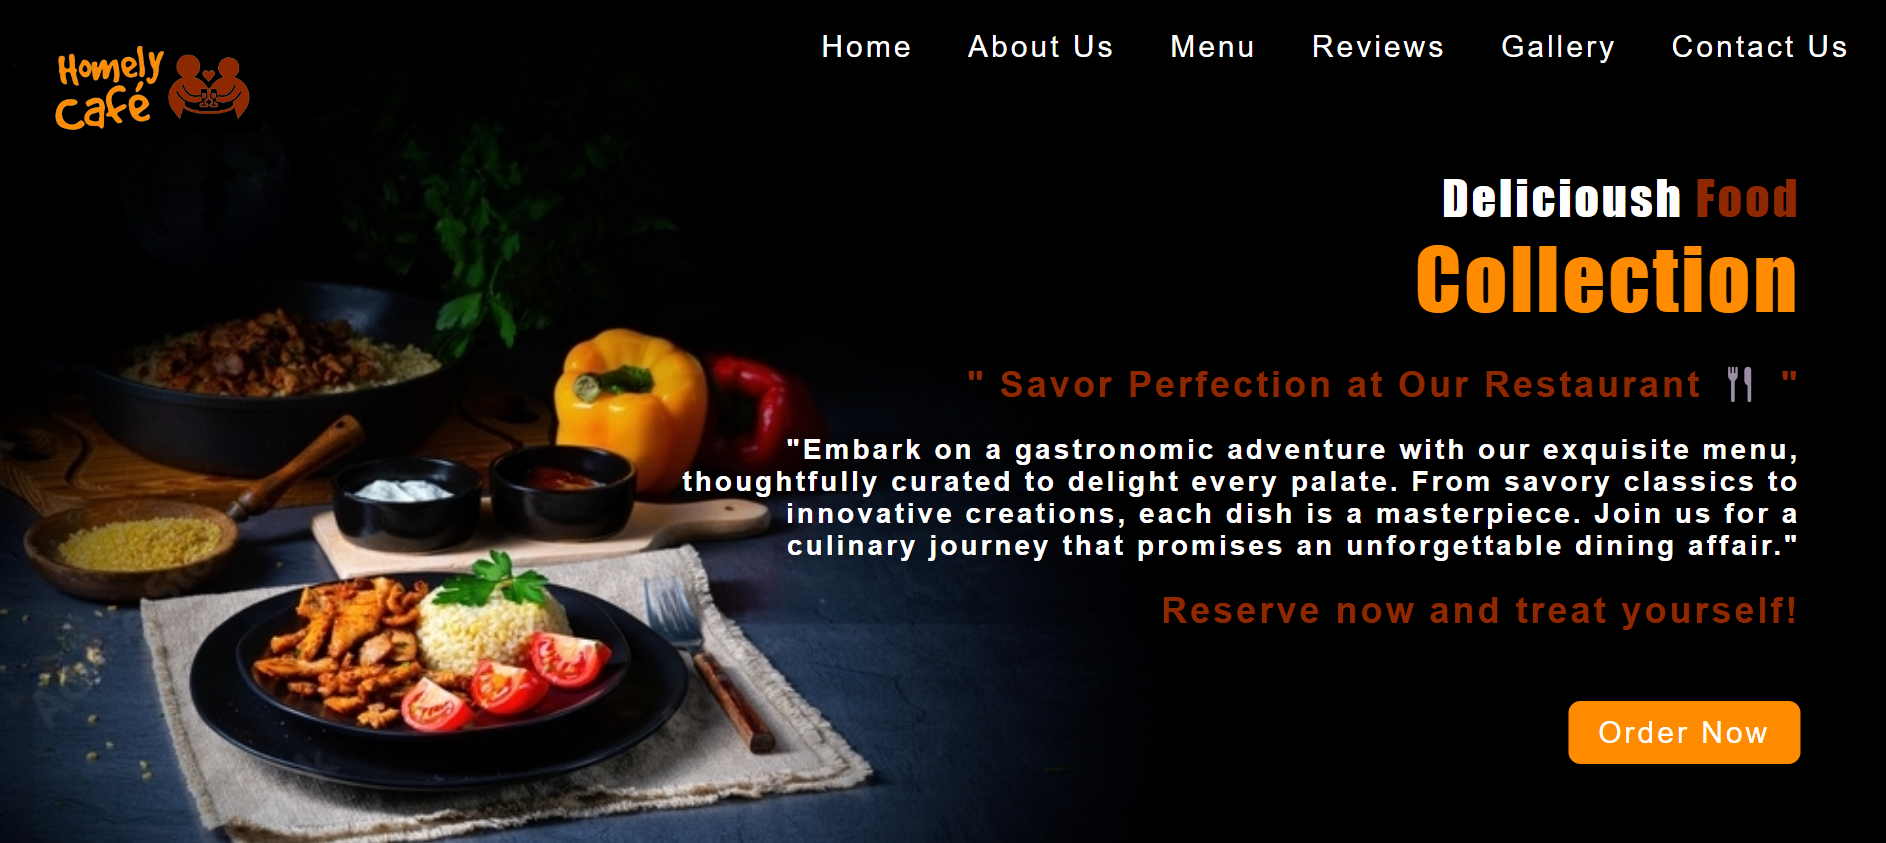 Homely
Café
Home About Us Menu Reviews Gallery Contact Us
Delicioush Food
Collection
" Savor Perfection at Our Restaurant 🍴 "
"Embark on a gastronomic adventure with our exquisite menu,
thoughtfully curated to delight every palate. From savory classics to
innovative creations, each dish is a masterpiece. Join us for a
culinary journey that promises an unforgettable dining affair."
Reserve now and treat yourself!
Order Now